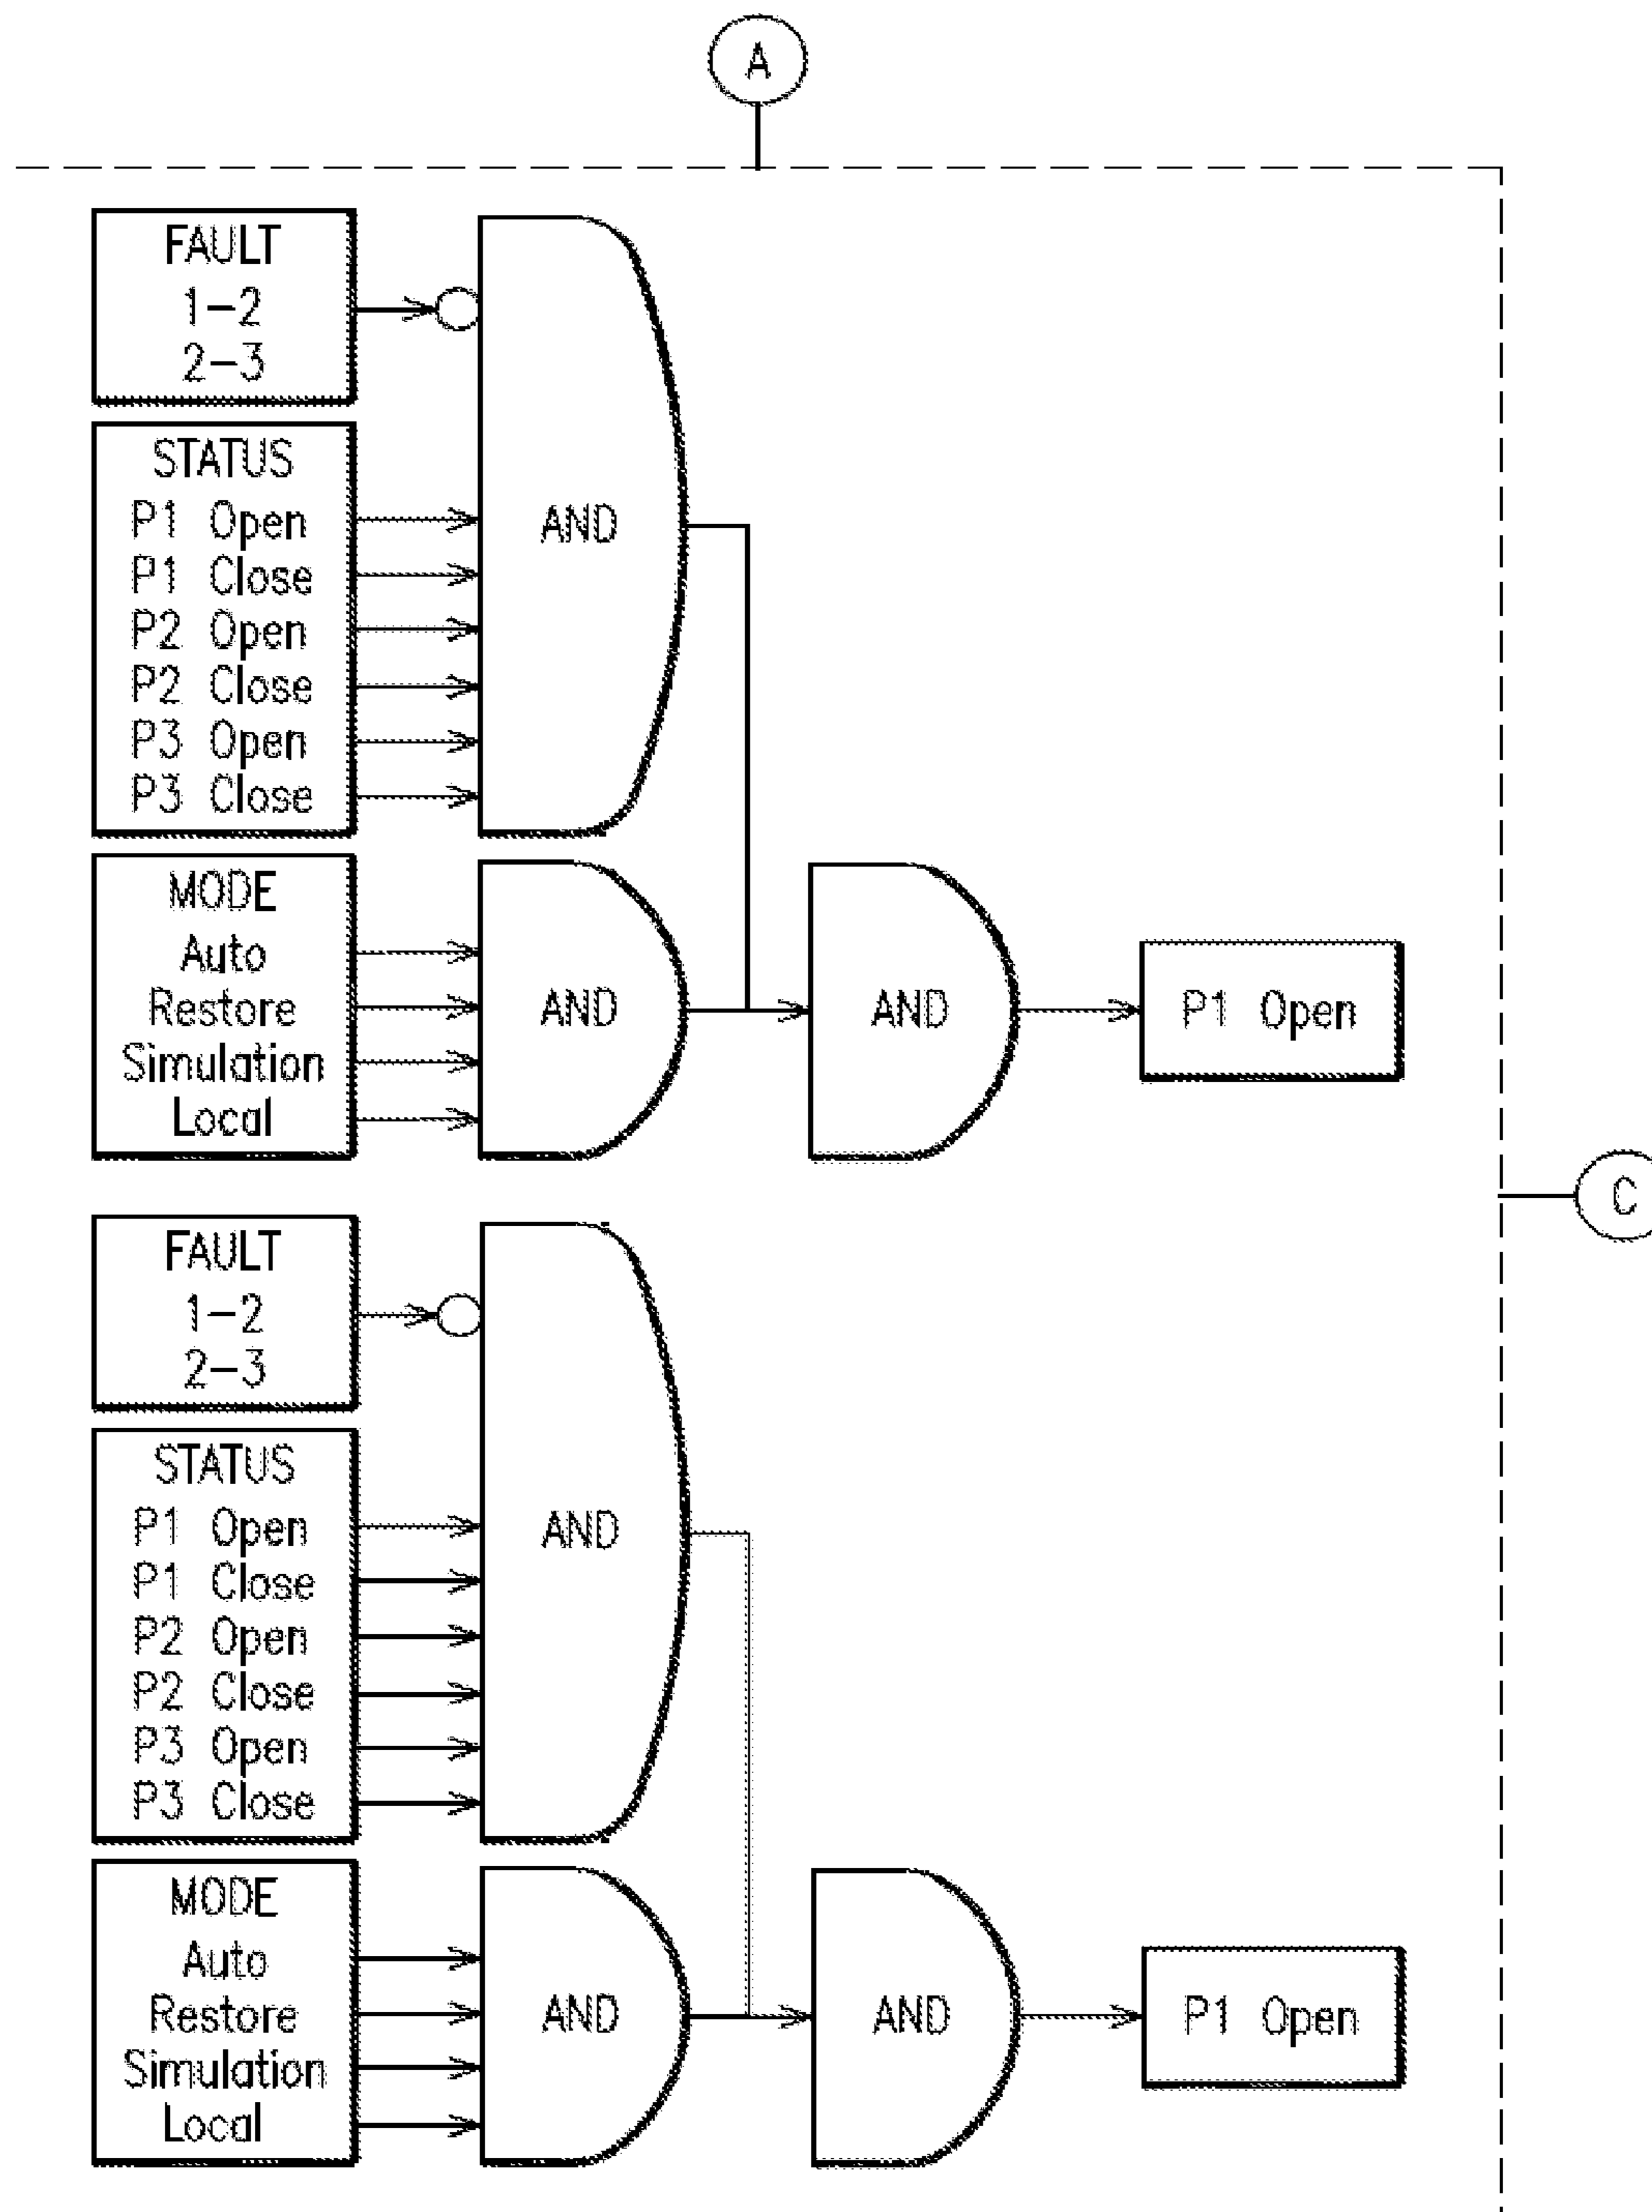 A
FAULT
1-2
2-3
STATUS
P1 Open
P1 Close
P2 Open
P2 Close
P3 Open
P3 Close
AND
MODE
Auto
Restore
Simulation
Local
AND
AND
P1 Open
C
FAULT
1-2
2-3
STATUS
P1 Open
P1 Close
P2 Open
P2 Close
P3 Open
P3 Close
AND
MODE
Auto
Restore
Simulation
Local
AND
AND
P1 Open